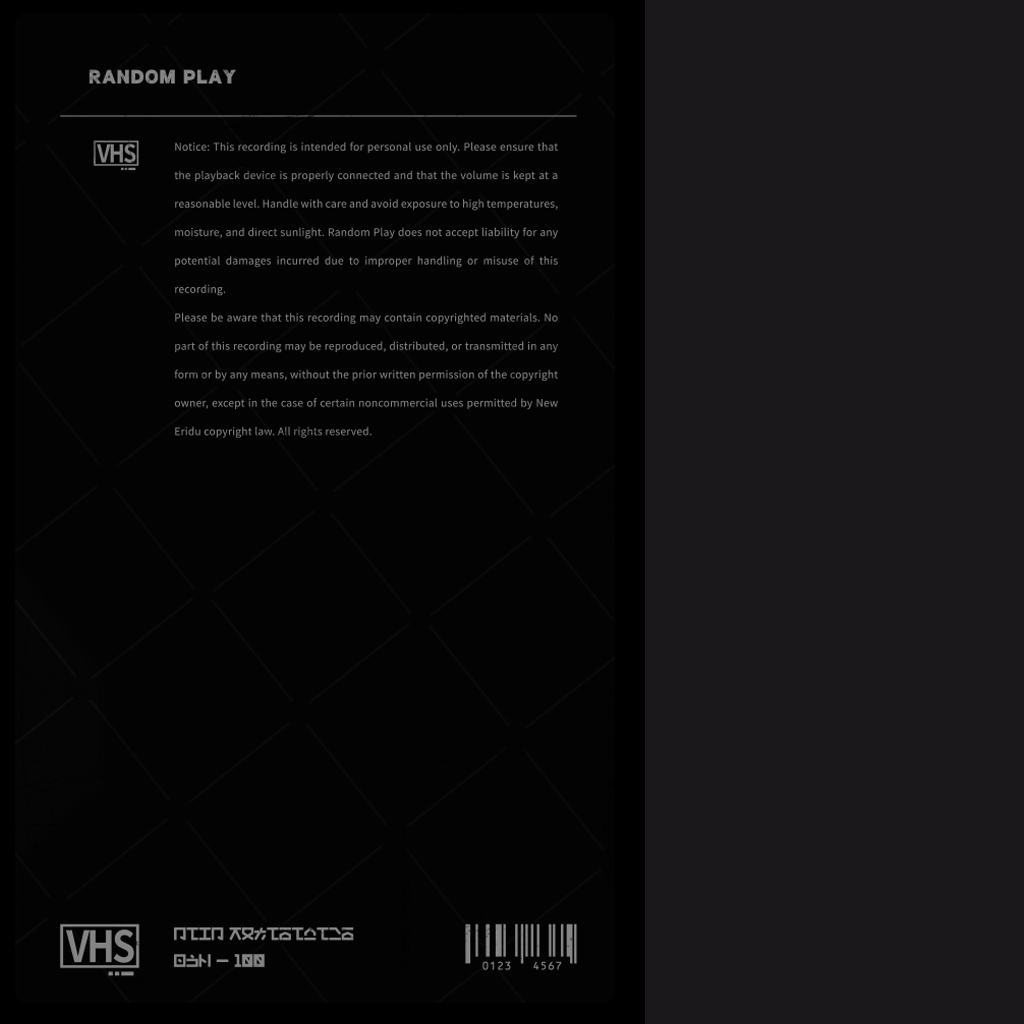 RANDOM PLAY
VHS
Notice: This recording is intended for personal use only. Please ensure that
the playback device is properly connected and that the volume is kept at a
reasonable level. Handle with care and avoid exposure to high temperatures,
moisture, and direct sunlight. Random Play does not accept liability for any
potential damages incurred due to improper handling or misuse of this
recording.
Please be aware that this recording may contain copyrighted materials. No
part of this recording may be reproduced, distributed, or transmitted in any
form or by any means, without the prior written permission of the copyright
owner, except in the case of certain noncommercial uses permitted by New
Eridu copyright law. All rights reserved.
VHS
— 100
0123 4567